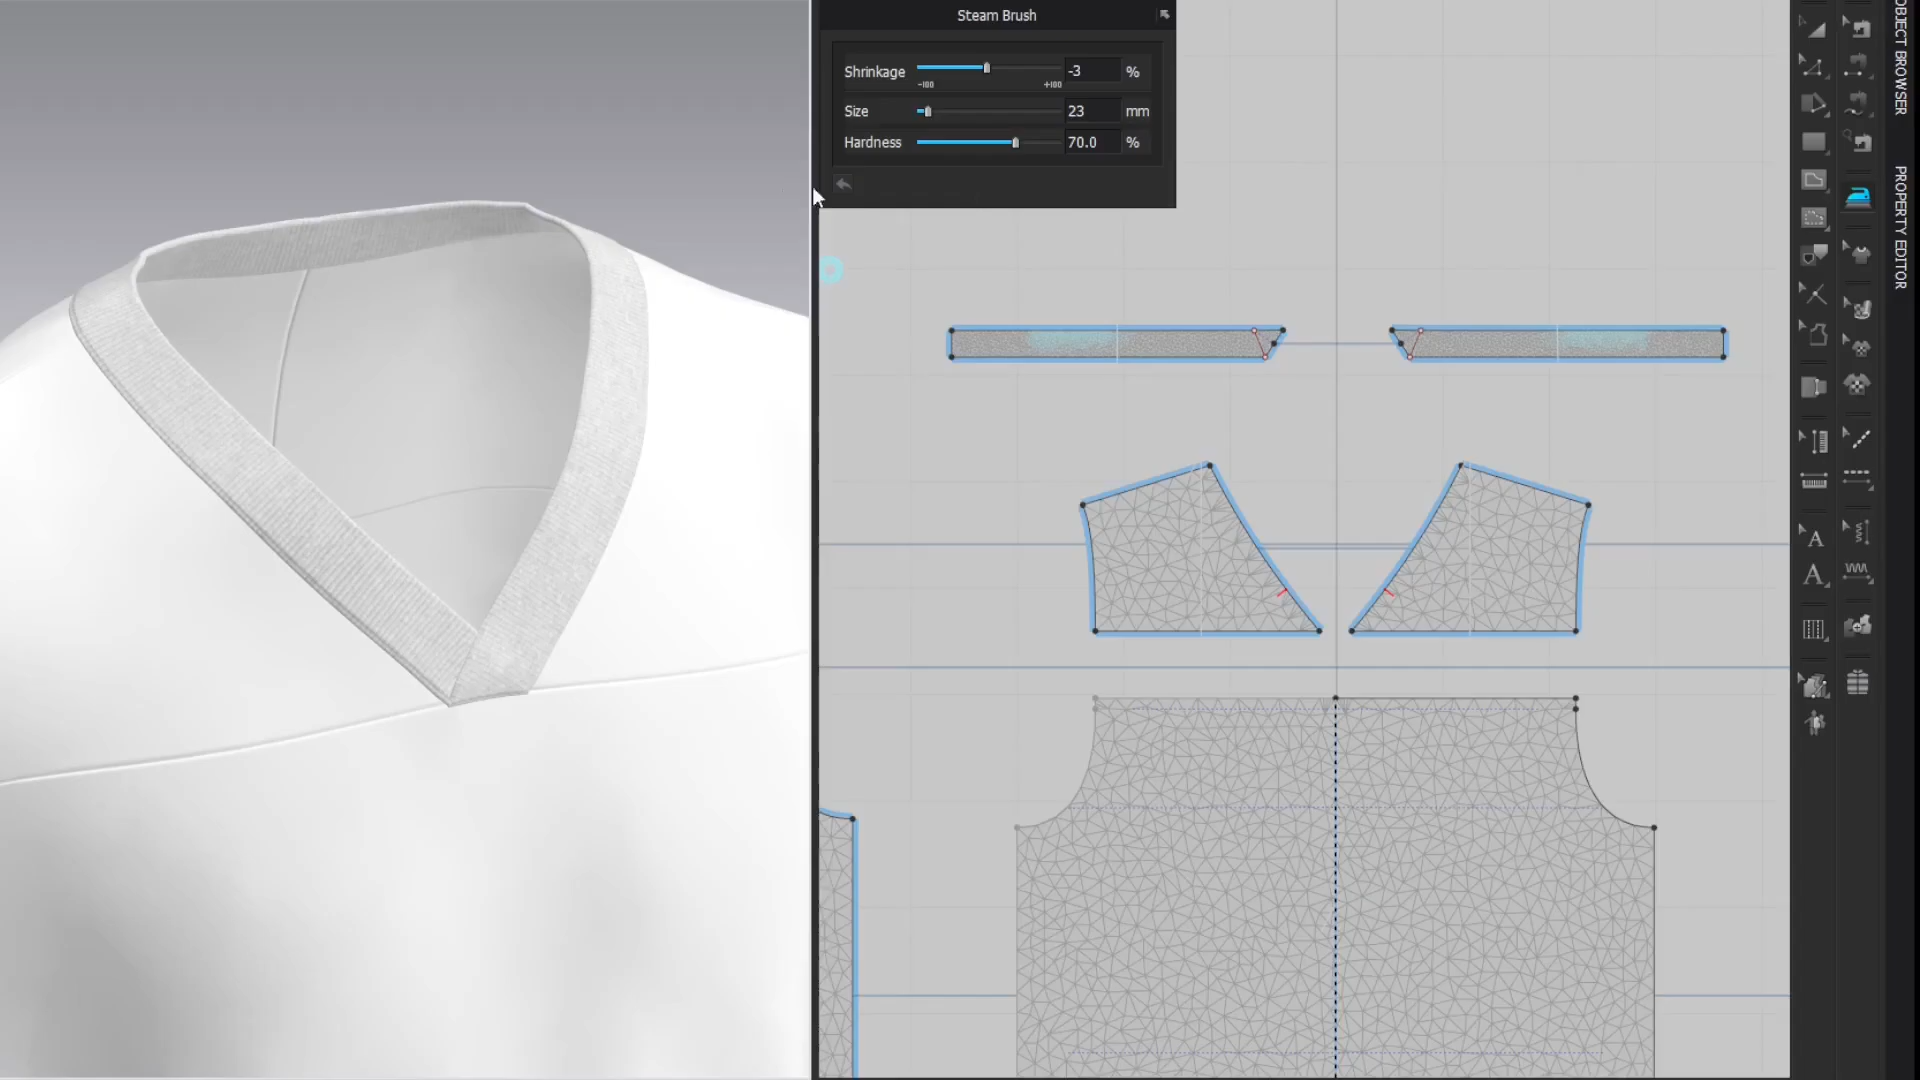 Steam Brush
Shrinkage -3 %
-100 +100
Size 23 mm
Hardness 70.0 %
OBJECT BROWSER
PROPERTY EDITOR
A
A